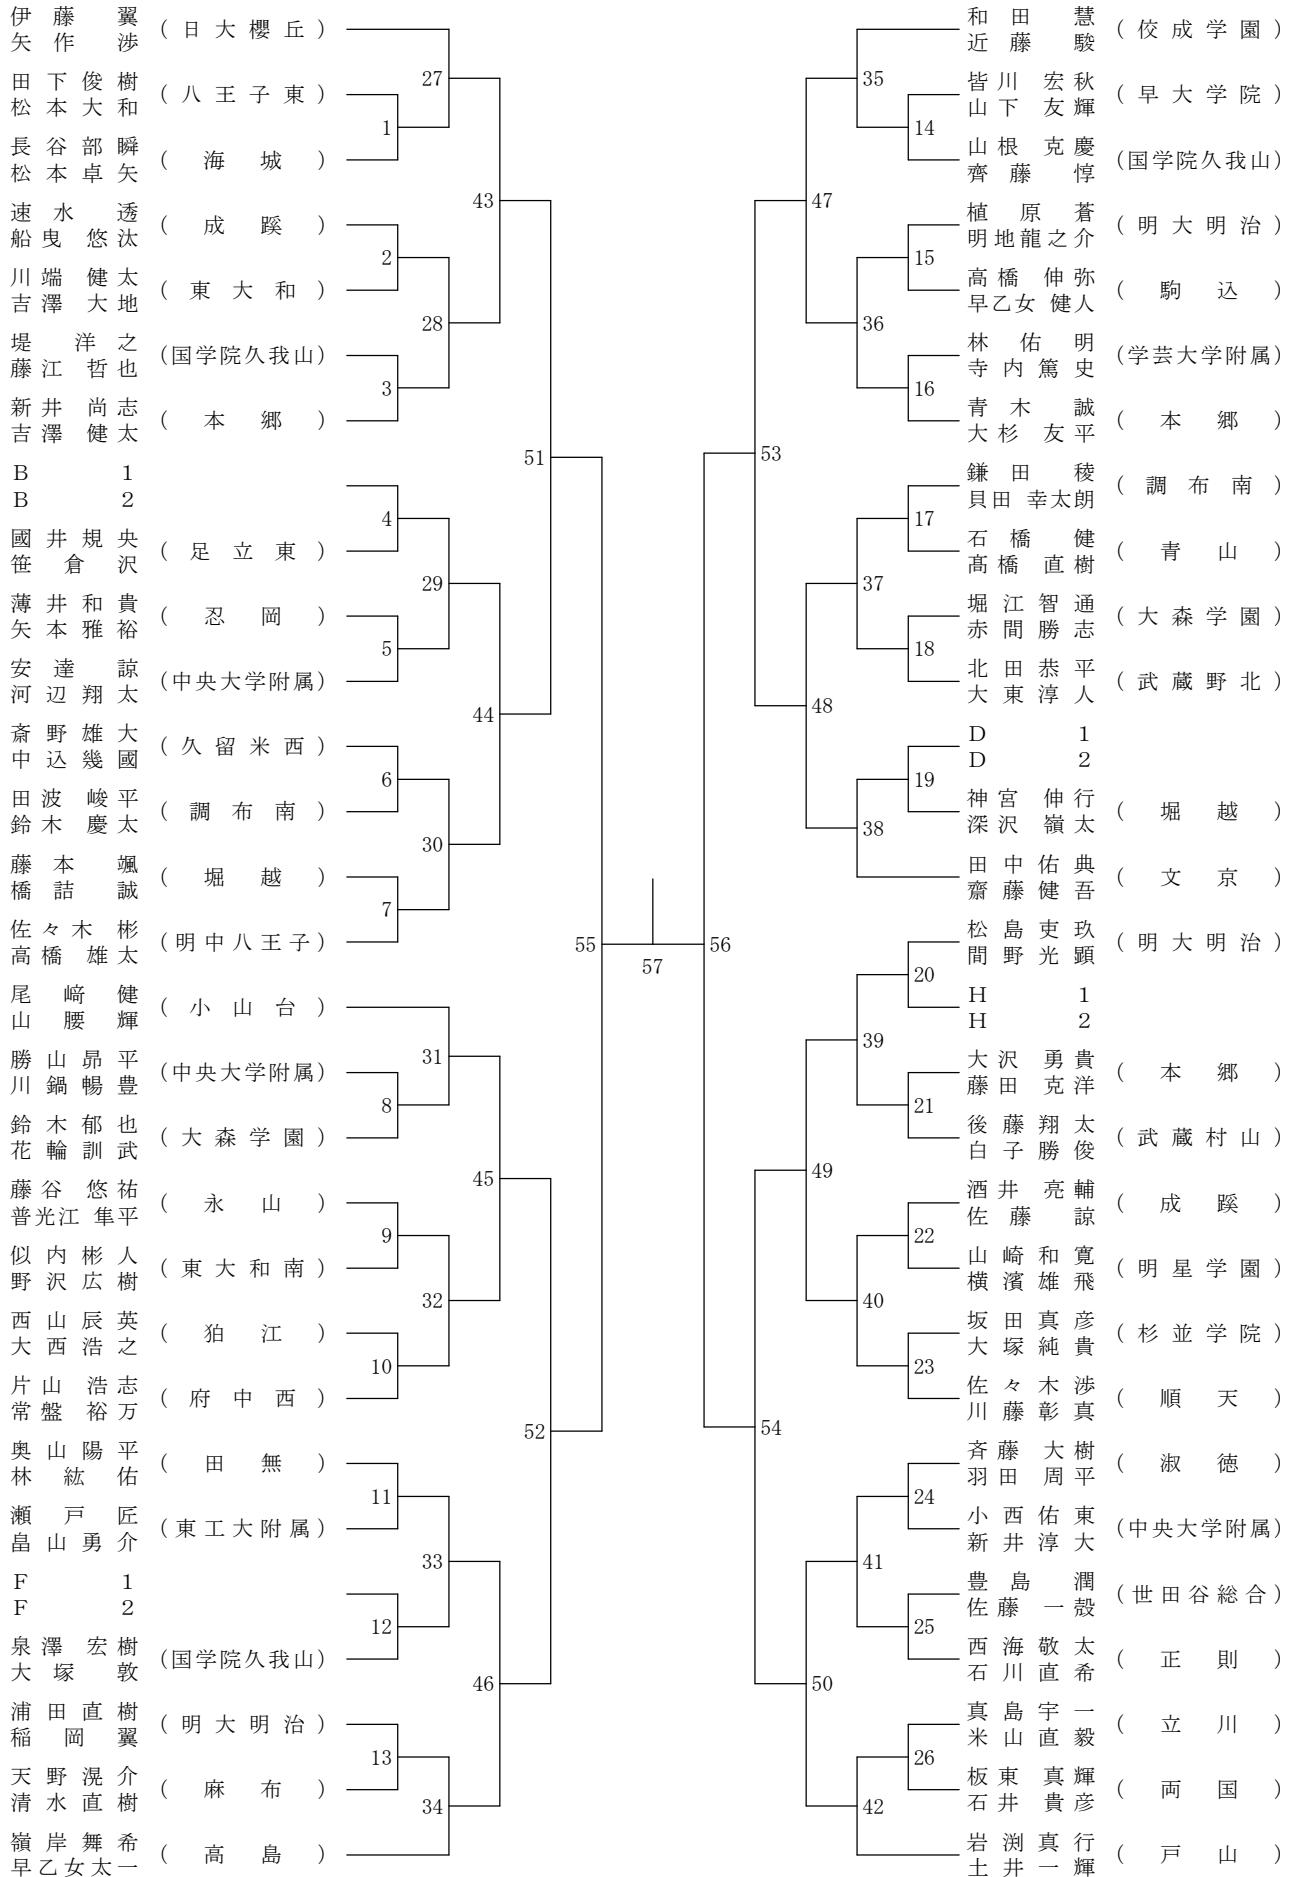 伊藤翼
矢作渉
(日大櫻丘)
田下俊樹
松本大和
(八王子東)
長谷部瞬
松本卓矢
(海城)
速水透
船曳悠汰
(成蹊)
川端健太
吉澤大地
(東大和)
堤洋之
藤江哲也
(国学院久我山)
新井尚志
吉澤健太
(本郷)
B 1
B 2
國井規央
笹倉沢
(足立東)
薄井和貴
矢本雅裕
(忍岡)
安達諒
河辺翔太
(中央大学附属)
斎野雄大
中込幾國
(久留米西)
田波峻平
鈴木慶太
(調布南)
藤本颯
橋詰誠
(堀越)
佐々木彬
高橋雄太
(明中八王子)
尾﨑健
山腰輝
(小山台)
勝山昴平
川鍋暢豊
(中央大学附属)
鈴木郁也
花輪訓武
(大森学園)
藤谷悠祐
普光江隼平
(永山)
似内彬人
野沢広樹
(東大和南)
西山辰英
大西浩之
(狛江)
片山浩志
常盤裕万
(府中西)
奥山陽平
林紘佑
(田無)
瀬戸匠
畠山勇介
(東工大附属)
F 1
F 2
泉澤宏樹
大塚敦
(国学院久我山)
浦田直樹
稲岡翼
(明大明治)
天野滉介
清水直樹
(麻布)
嶺岸舞希
早乙女太一
(高島)
1
2
3
4
5
6
7
8
9
10
11
12
13
27
28
29
30
31
32
33
34
43
44
45
46
51
52
55
57
56
53
54
47
48
49
50
35
36
37
38
39
40
41
42
14
15
16
17
18
19
20
21
22
23
24
25
26
和田慧
近藤駿
(佼成学園)
皆川宏秋
山下友輝
(早大学院)
山根克慶
齊藤惇
(国学院久我山)
植原蒼
明地龍之介
(明大明治)
高橋伸弥
早乙女健人
(駒込)
林佑明
寺内篤史
(学芸大学附属)
青木誠
大杉友平
(本郷)
鎌田稜
貝田幸太朗
(調布南)
石橋健
髙橋直樹
(青山)
堀江智通
赤間勝志
(大森学園)
北田恭平
大東淳人
(武蔵野北)
D 1
D 2
神宮伸行
深沢嶺太
(堀越)
田中佑典
齋藤健吾
(文京)
松島吏玖
間野光顕
(明大明治)
H 1
H 2
大沢勇貴
藤田克洋
(本郷)
後藤翔太
白子勝俊
(武蔵村山)
酒井亮輔
佐藤諒
(成蹊)
山崎和寛
横濱雄飛
(明星学園)
坂田真彦
大塚純貴
(杉並学院)
佐々木渉
川藤彰真
(順天)
斉藤大樹
羽田周平
(淑徳)
小西佑東
新井淳大
(中央大学附属)
豊島潤
佐藤一殻
(世田谷総合)
西海敬太
石川直希
(正則)
真島宇一
米山直毅
(立川)
板東真輝
石井貴彦
(両国)
岩渕真行
土井一輝
(戸山)